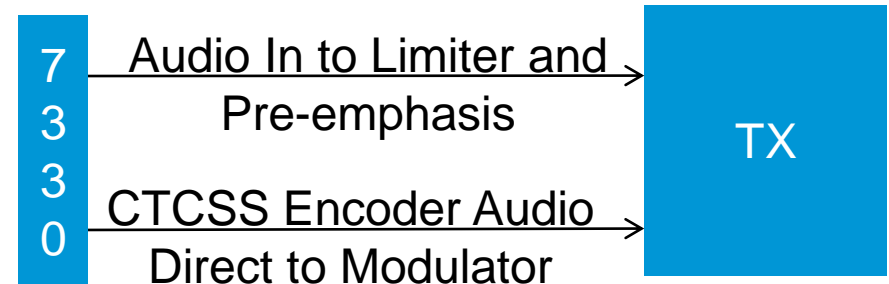 7
3
3
0
Audio In to Limiter and
Pre-emphasis
CTCSS Encoder Audio
Direct to Modulator
TX